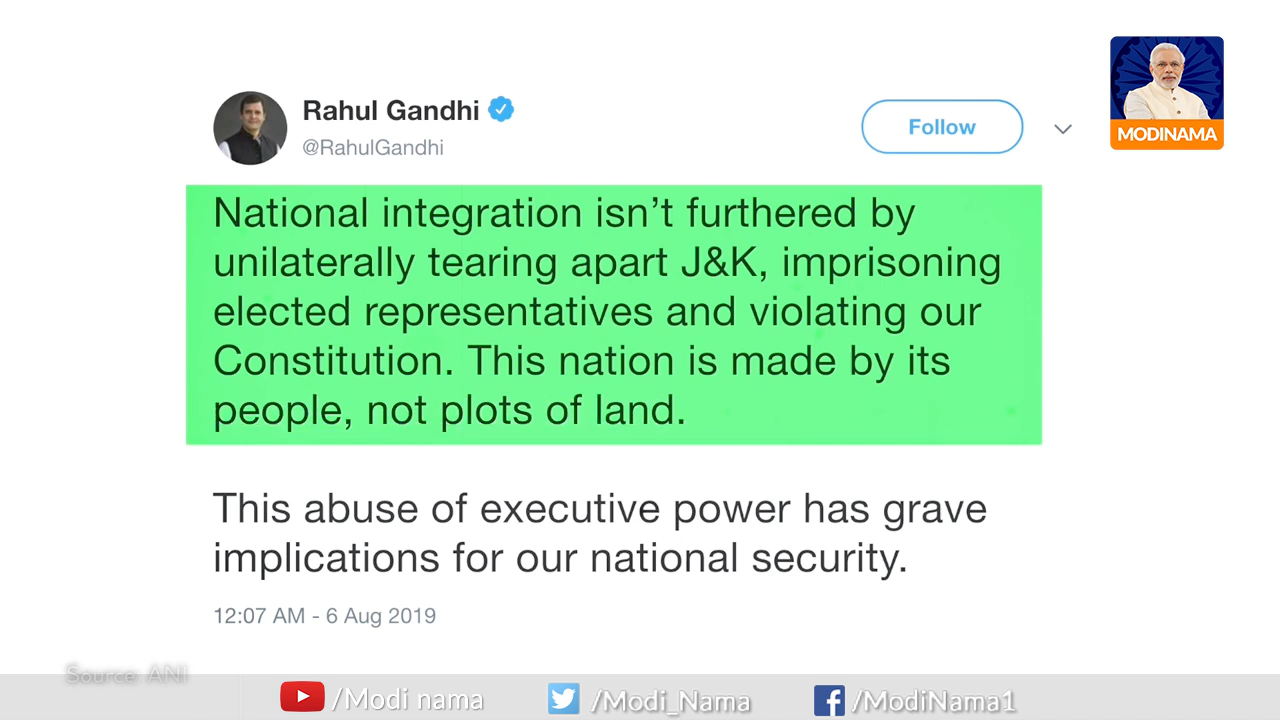 Rahul Gandhi
@RahulGandhi
Follow
MODINAMA
National integration isn’t furthered by
unilaterally tearing apart J&K, imprisoning
elected representatives and violating our
Constitution. This nation is made by its
people, not plots of land.
This abuse of executive power has grave
implications for our national security.
12:07 AM - 6 Aug 2019
Source: ANI
/Modi nama
/Modi_Nama
/ModiNama1